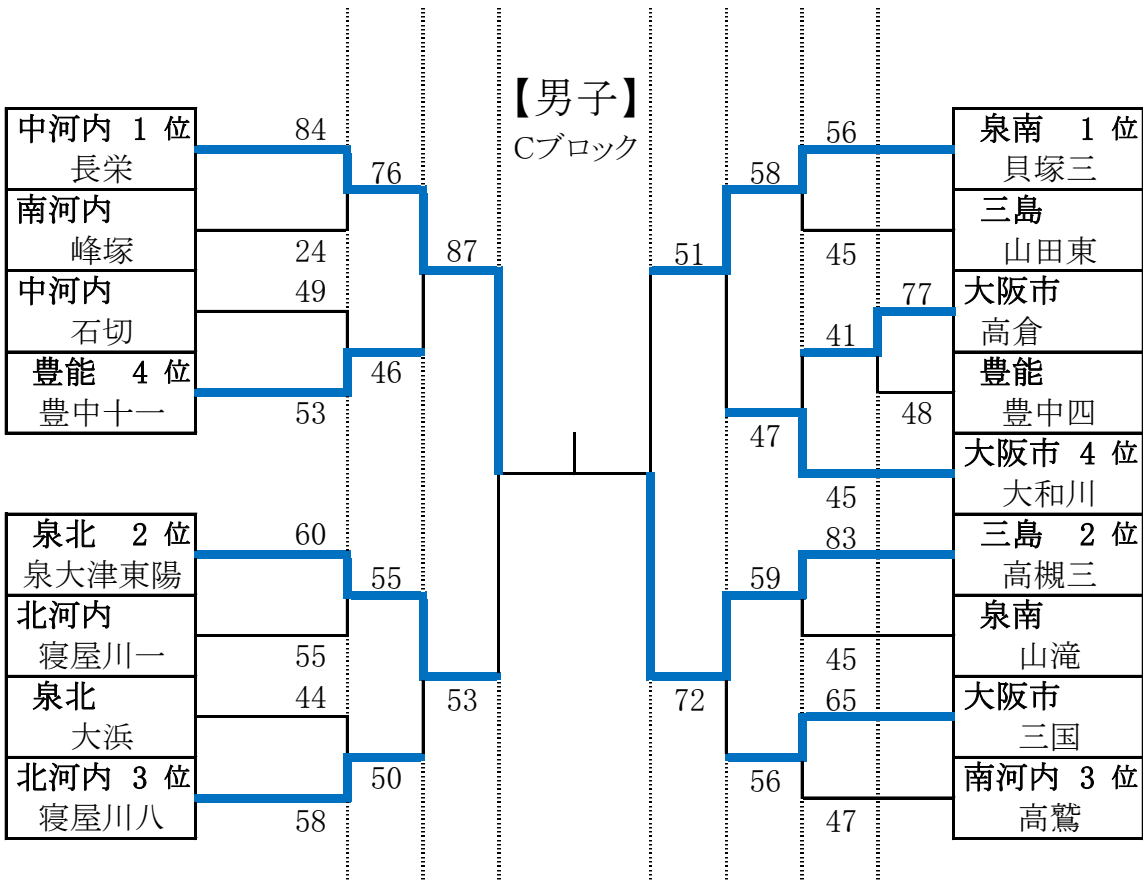 【男子】
Cブロック
中河内 1 位
長栄
南河内
峰塚
中河内
石切
豊能 4 位
豊中十一
泉北 2 位
泉大津東陽
北河内
寝屋川一
泉北
大浜
北河内 3 位
寝屋川八
84
24
49
53
60
55
44
58
76
46
55
50
87
53
51
72
58
47
59
56
56
45
41
45
83
45
65
47
77
48
泉南 1 位
貝塚三
三島
山田東
大阪市
高倉
豊能
豊中四
大阪市 4 位
大和川
三島 2 位
高槻三
泉南
山滝
大阪市
三国
南河内 3 位
高鷲